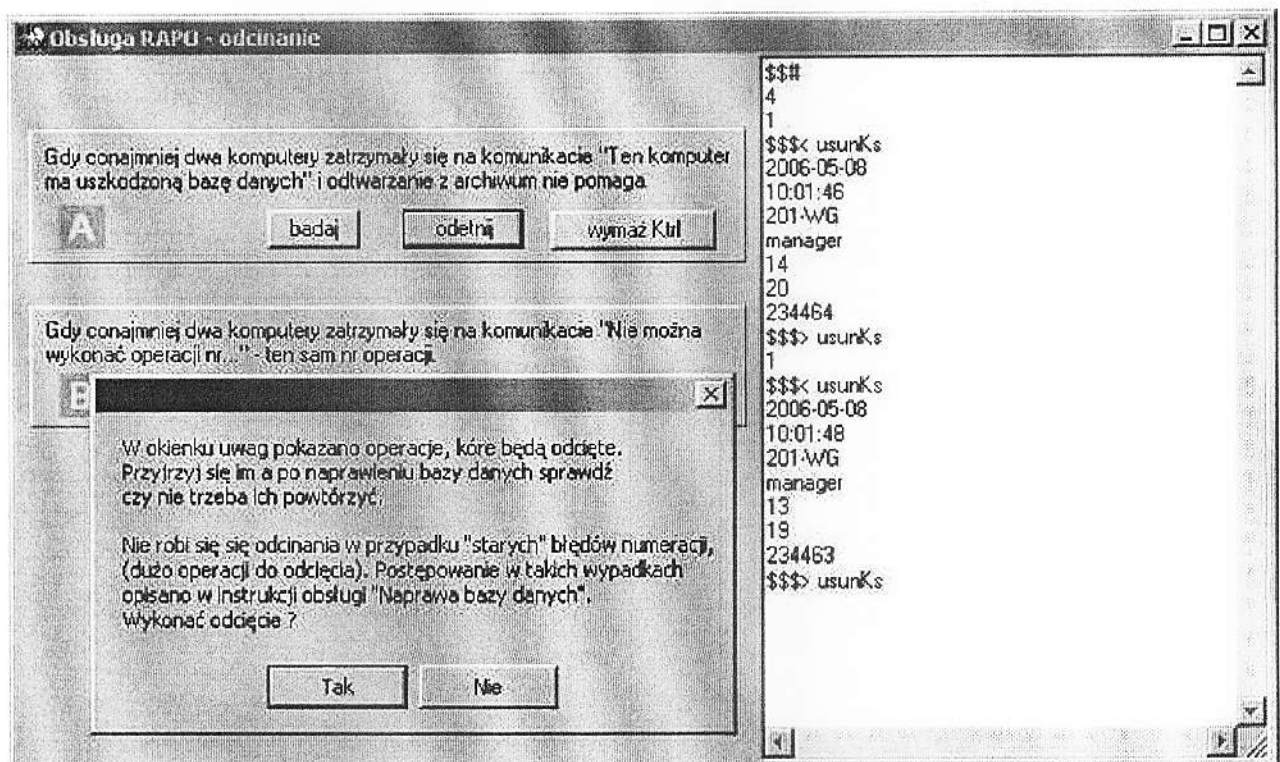 Obsługa RAPO - odcinanie
Gdy conajmniej dwa komputery zatrzymały się na komunikacie "Ten komputer
ma uszkodzoną bazę danych" i odtwarzanie z archiwum nie pomaga
A
badaj
odetnij
wymaż Ktrl
Gdy conajmniej dwa komputery zatrzymały się na komunikacie "Nie można
wykonać operacji nr..." - ten sam nr operacji.
B
W okienku uwag pokazano operacje, kóre będą odcięte.
Przyjrzyj się im a po naprawieniu bazy danych sprawdź
czy nie trzeba ich powtórzyć.
Nie robi się się odcinania w przypadku "starych" błędów numeracji,
(dużo operacji do odcięcia). Postępowanie w takich wypadkach
opisano w instrukcji obsługi "Naprawa bazy danych".
Wykonać odcięcie ?
Tak
Nie
$$#
4
1
$$$< usunKs
2006-05-08
10:01:46
201-WG
manager
14
20
234464
$$$> usunKs
1
$$$< usunKs
2006-05-08
10:01:48
201-WG
manager
13
19
234463
$$$> usunKs